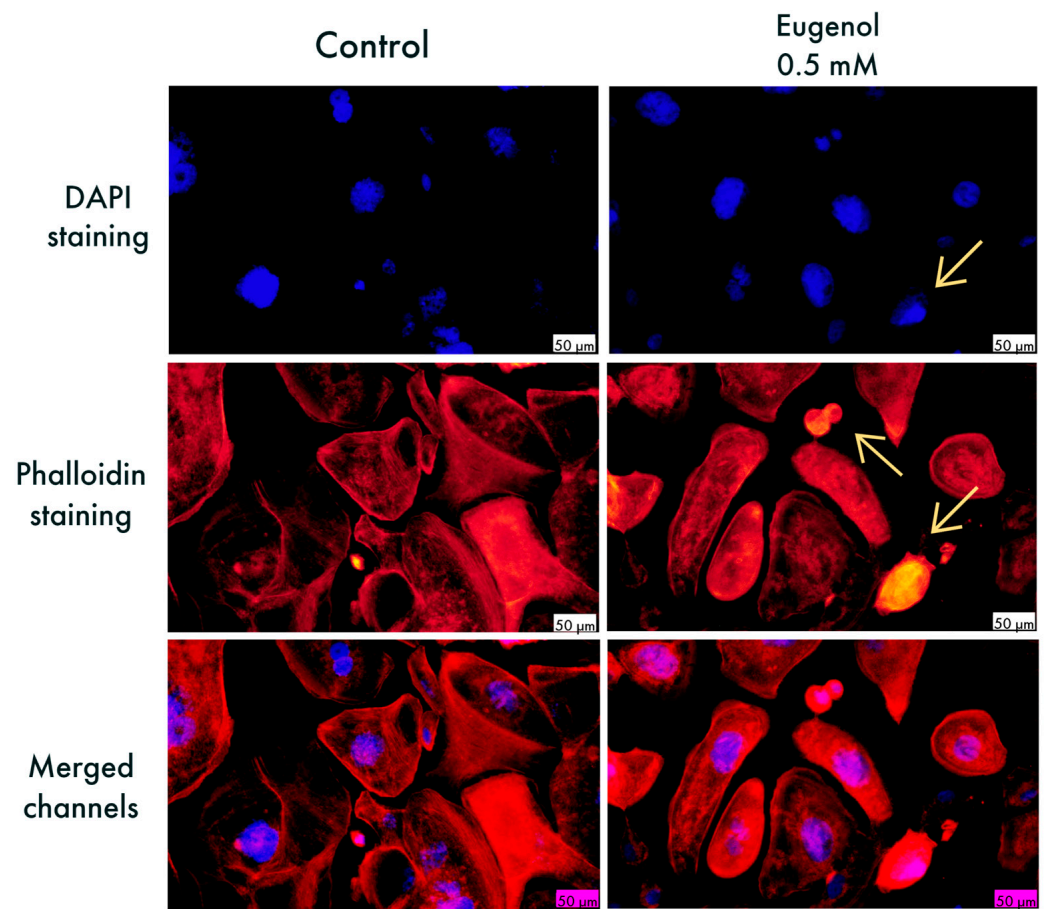 Control
Eugenol
0.5 mM
DAPI
staining
50 µm
50 µm
Phalloidin
staining
50 µm
50 µm
Merged
channels
50 µm
50 µm